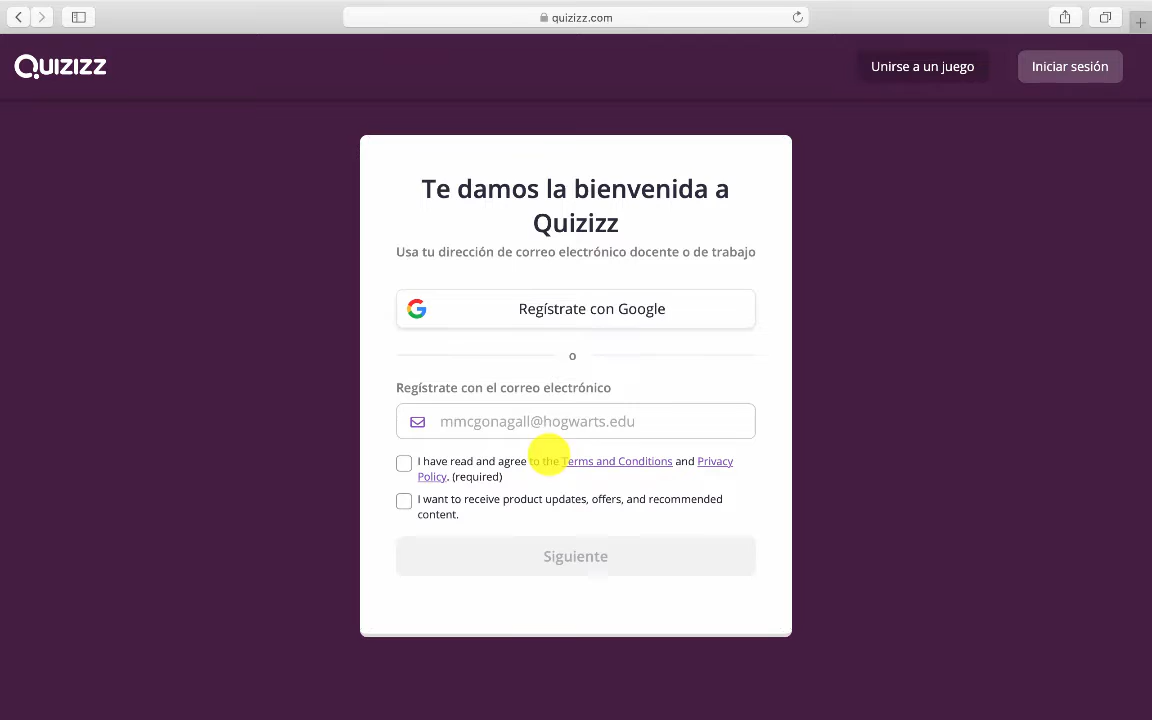 quizizz.com
Quizizz
Unirse a un juego
Iniciar sesión
Te damos la bienvenida a
Quizizz
Usa tu dirección de correo electrónico docente o de trabajo
Regístrate con Google
o
Regístrate con el correo electrónico
mmcgonagall@hogwarts.edu
I have read and agree to the Terms and Conditions and Privacy
Policy. (required)
I want to receive product updates, offers, and recommended
content.
Siguiente